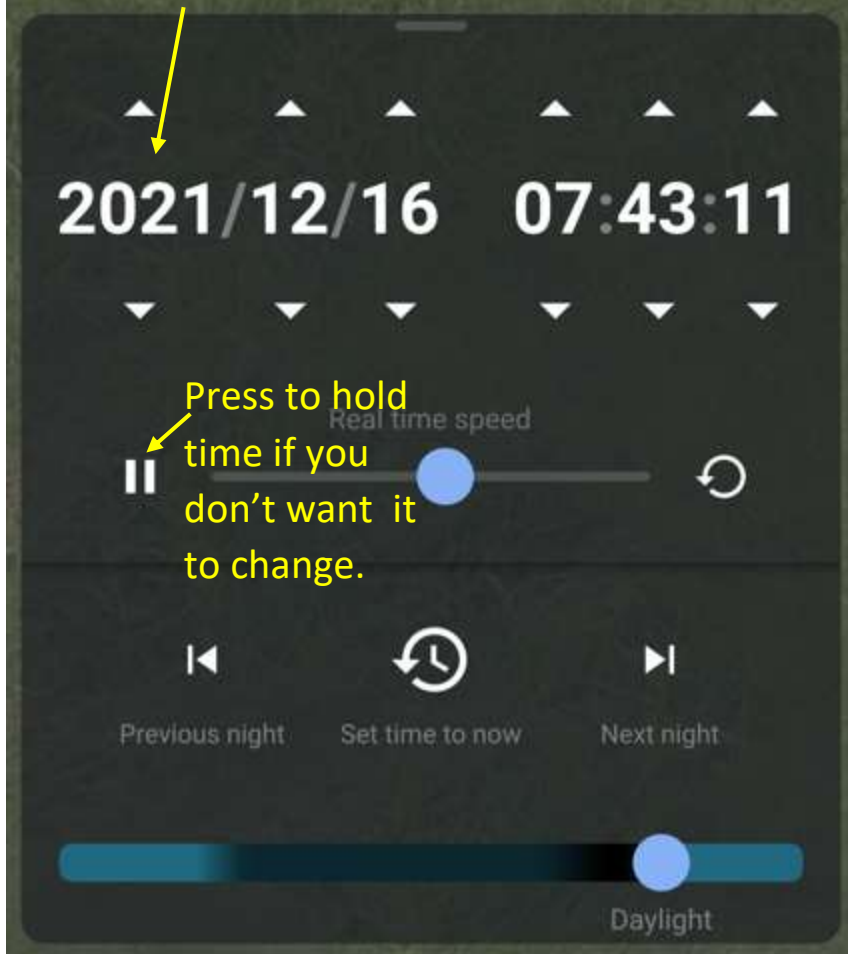 2021/12/16 07:43:11
Press to hold
Real time speed
time if you
don’t want it
to change.
Previous night Set time to now Next night
Daylight